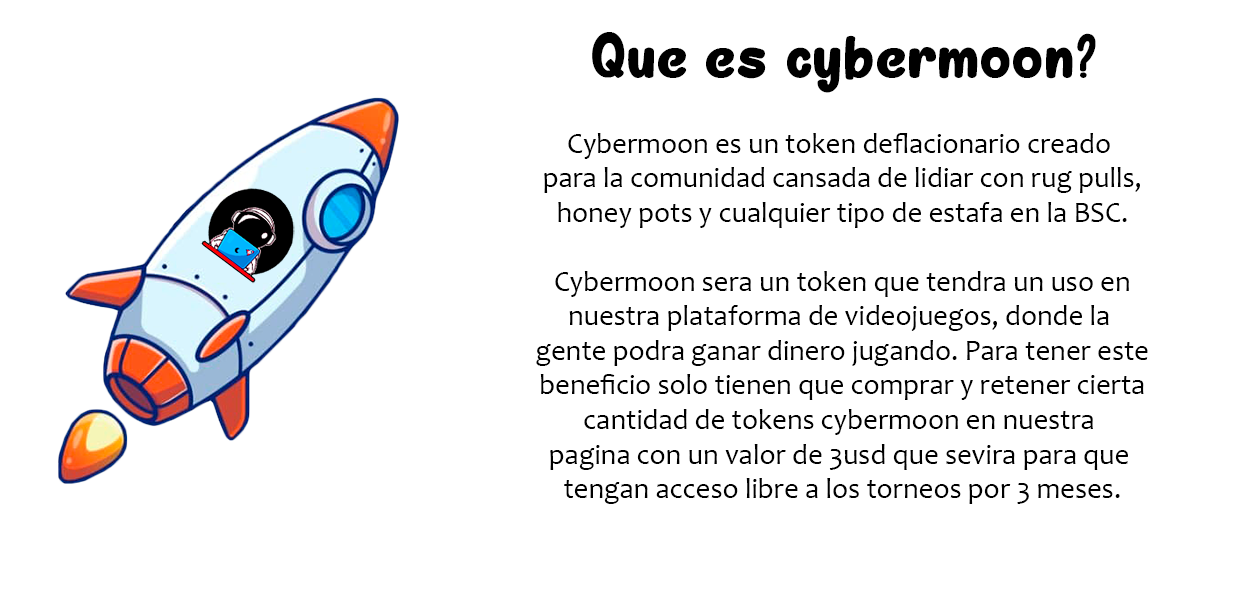 Que es cybermoon?
Cybermoon es un token deflacionario creado
para la comunidad cansada de lidiar con rug pulls,
honey pots y cualquier tipo de estafa en la BSC.
Cybermoon sera un token que tendra un uso en
nuestra plataforma de videojuegos, donde la
gente podra ganar dinero jugando. Para tener este
beneficio solo tienen que comprar y retener cierta
cantidad de tokens cybermoon en nuestra
pagina con un valor de 3usd que sevira para que
tengan acceso libre a los torneos por 3 meses.